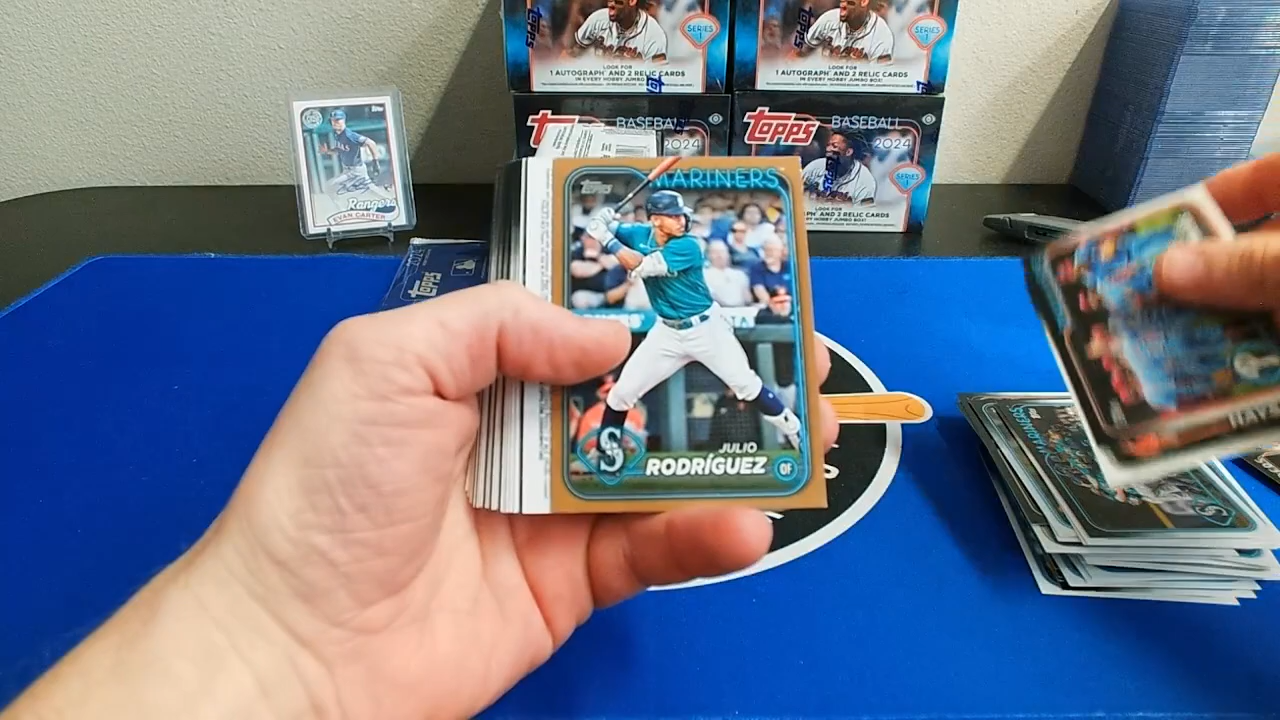 TOPPS
SERIES
1
LOOK FOR
1 AUTOGRAPH AND 2 RELIC CARDS
IN EVERY HOBBY JUMBO BOX!
TOPPS
SERIES
1
LOOK FOR
1 AUTOGRAPH AND 2 RELIC CARDS
IN EVERY HOBBY JUMBO BOX!
BASEBALL
2024
TOPPS
BASEBALL
2024
SERIES
1
LOOK FOR
AND 2 RELIC CARDS
IN EVERY HOBBY JUMBO BOX!
Topps
Rangers
EVAN CARTER
Topps
Topps
MARINERS
S
JULIO
RODRÍGUEZ
OF
MARINERS
S